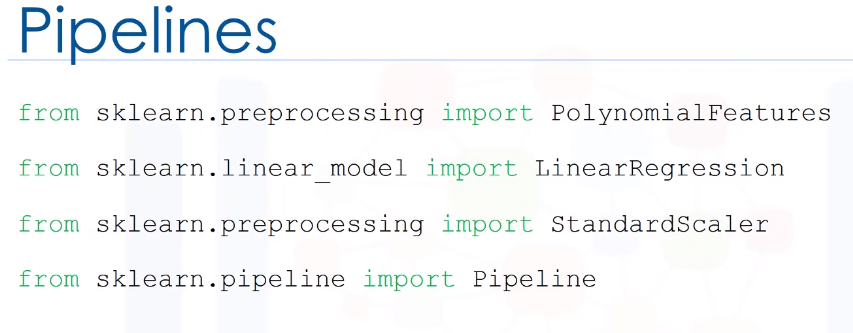 Pipelines
from sklearn.preprocessing import PolynomialFeatures
from sklearn.linear_model import LinearRegression
from sklearn.preprocessing import StandardScaler
from sklearn.pipeline import Pipeline